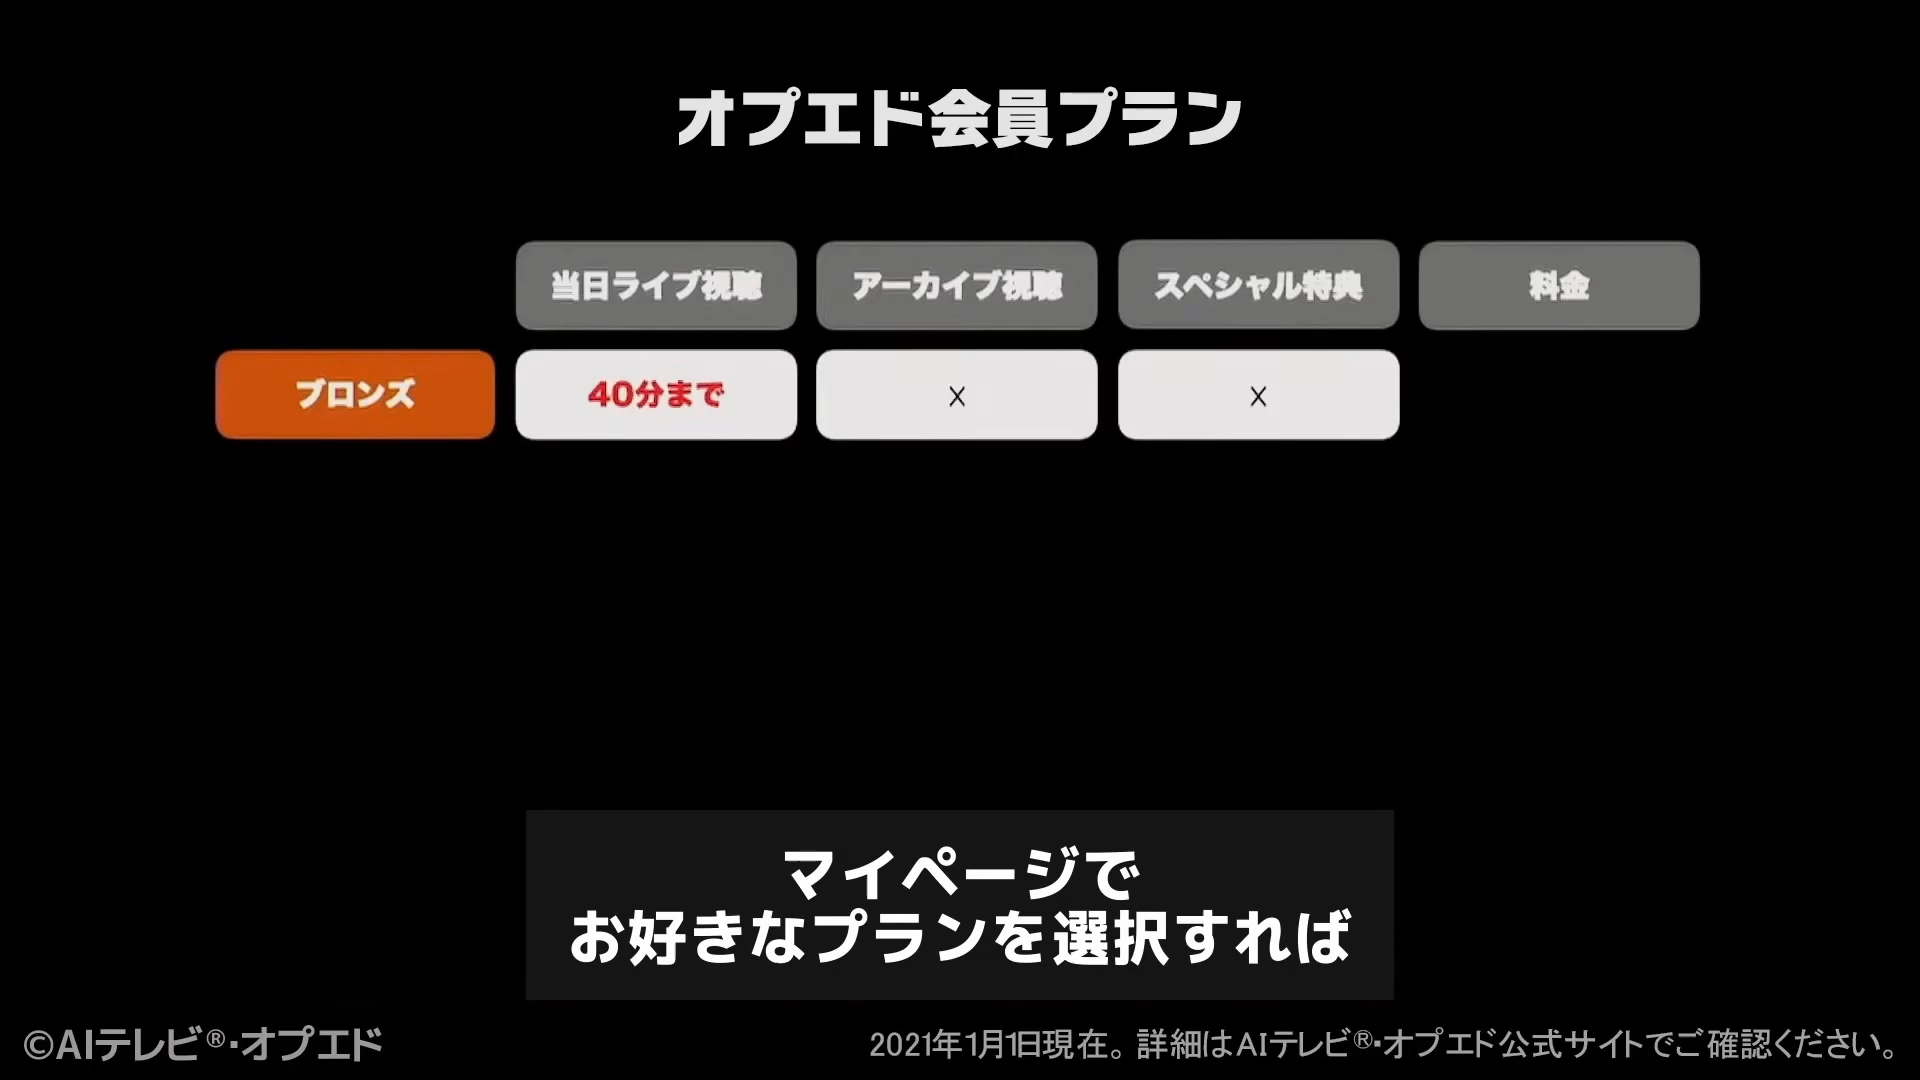 オプエド会員プラン
当日ライブ視聴 アーカイブ視聴 スペシャル特典 料金
ブロンズ 40分まで × ×
マイページで
お好きなプランを選択すれば
©AIテレビ®・オプエド 2021年1月1日現在。詳細はAIテレビ®・オプエド公式サイトでご確認ください。